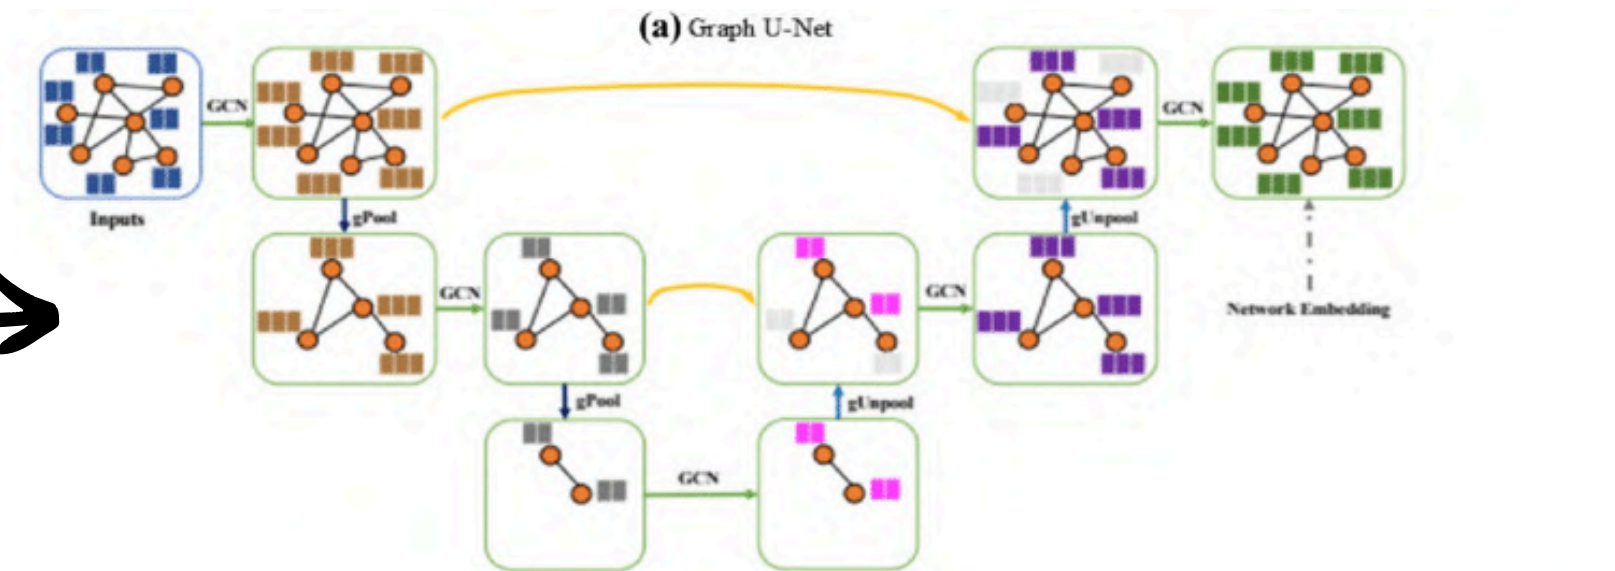 (a) Graph U-Net
GCN
GCN
Inputs
gPool
gUnpool
GCN
GCN
Network Embedding
gPool
gUnpool
GCN